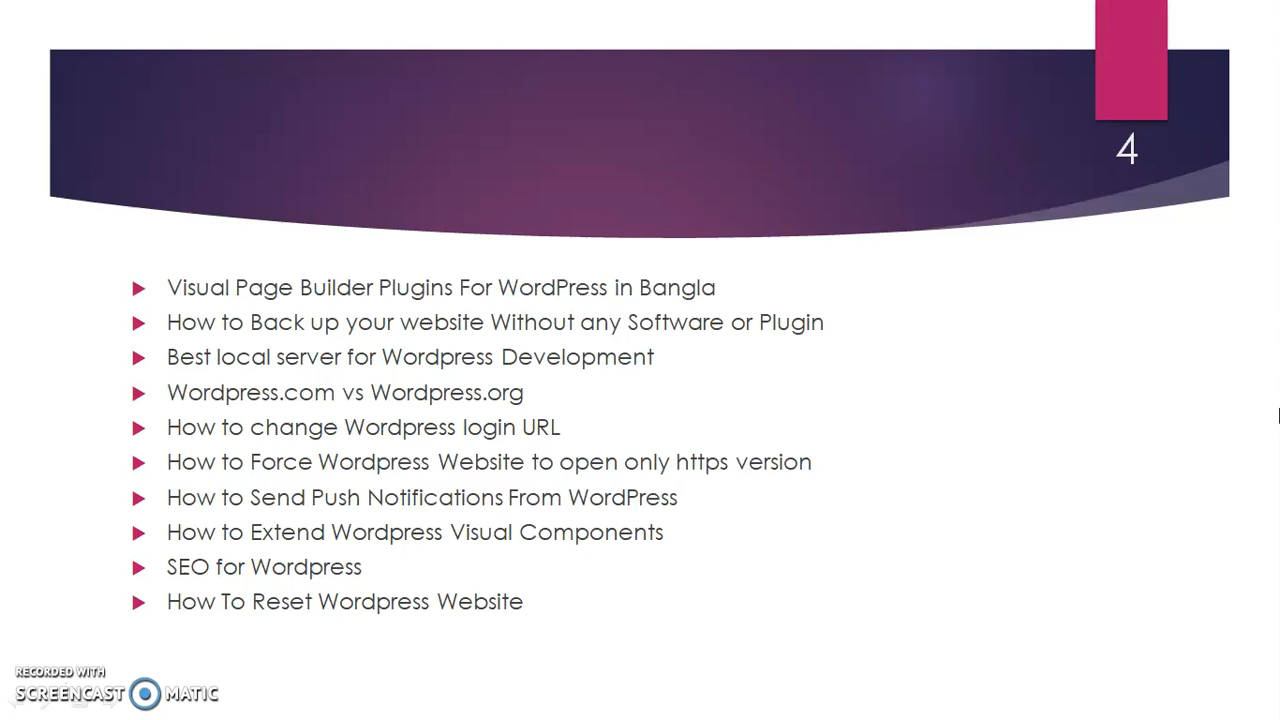 4
Visual Page Builder Plugins For WordPress in Bangla
How to Back up your website Without any Software or Plugin
Best local server for Wordpress Development
Wordpress.com vs Wordpress.org
How to change Wordpress login URL
How to Force Wordpress Website to open only https version
How to Send Push Notifications From WordPress
How to Extend Wordpress Visual Components
SEO for Wordpress
How To Reset Wordpress Website
RECORDED WITH
SCREENCAST MATIC